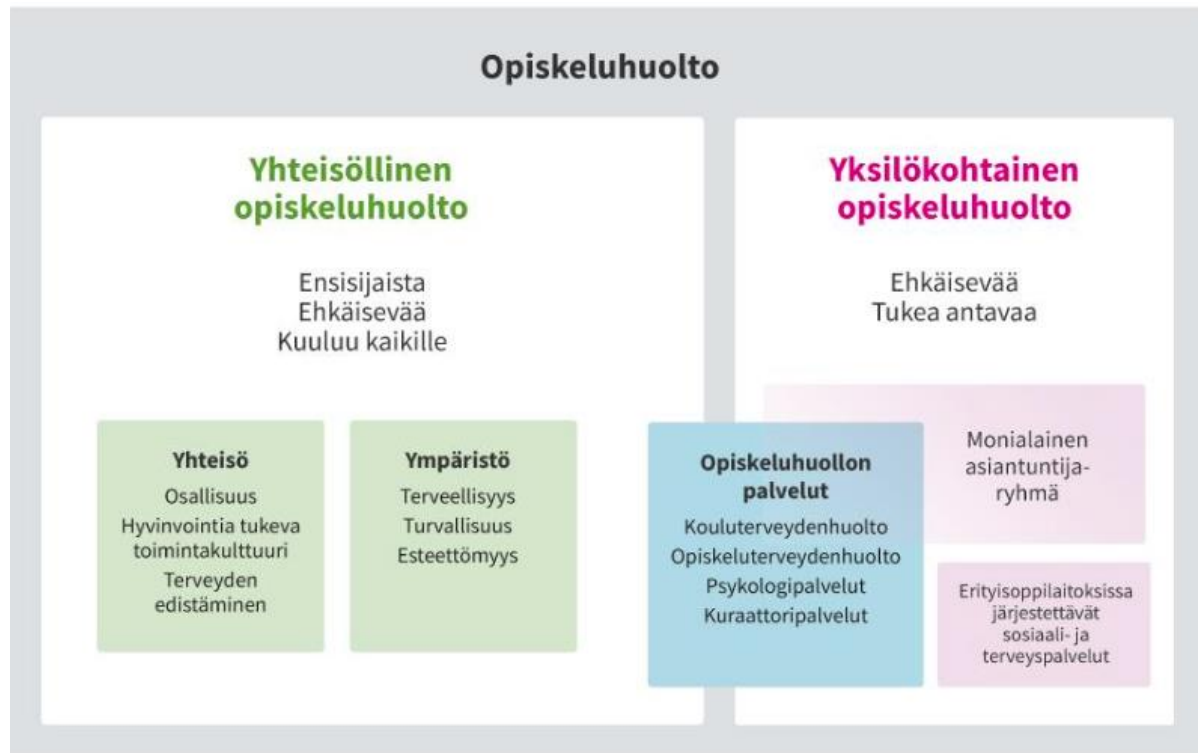 Opiskeluhuolto
Yhteisöllinen
opiskeluhuolto
Ensisijaista
Ehkäisevää
Kuuluu kaikille
Yhteisö
Osallisuus
Hyvinvointia tukeva
toimintakulttuuri
Terveyden
edistäminen
Ympäristö
Terveellisyys
Turvallisuus
Esteettömyys
Opiskeluhuollon
palvelut
Kouluterveydenhuolto
Opiskeluterveydenhuolto
Psykologipalvelut
Kuraattoripalvelut
Yksilökohtainen
opiskeluhuolto
Ehkäisevää
Tukea antavaa
Monialainen
asiantuntija-
ryhmä
Erityisoppilaitoksissa
järjestettävät
sosiaali- ja
terveyspalvelut